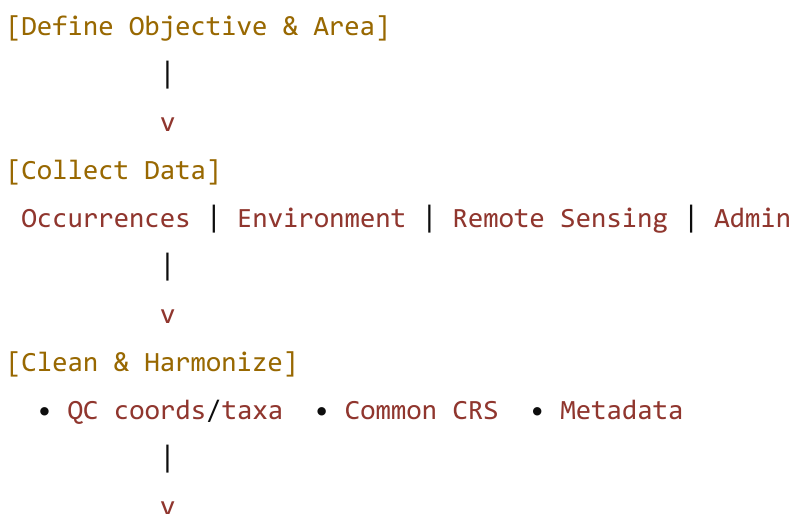 [Define Objective & Area]
|
v
[Collect Data]
Occurrences | Environment | Remote Sensing | Admin
|
v
[Clean & Harmonize]
• QC coords/taxa • Common CRS • Metadata
|
v